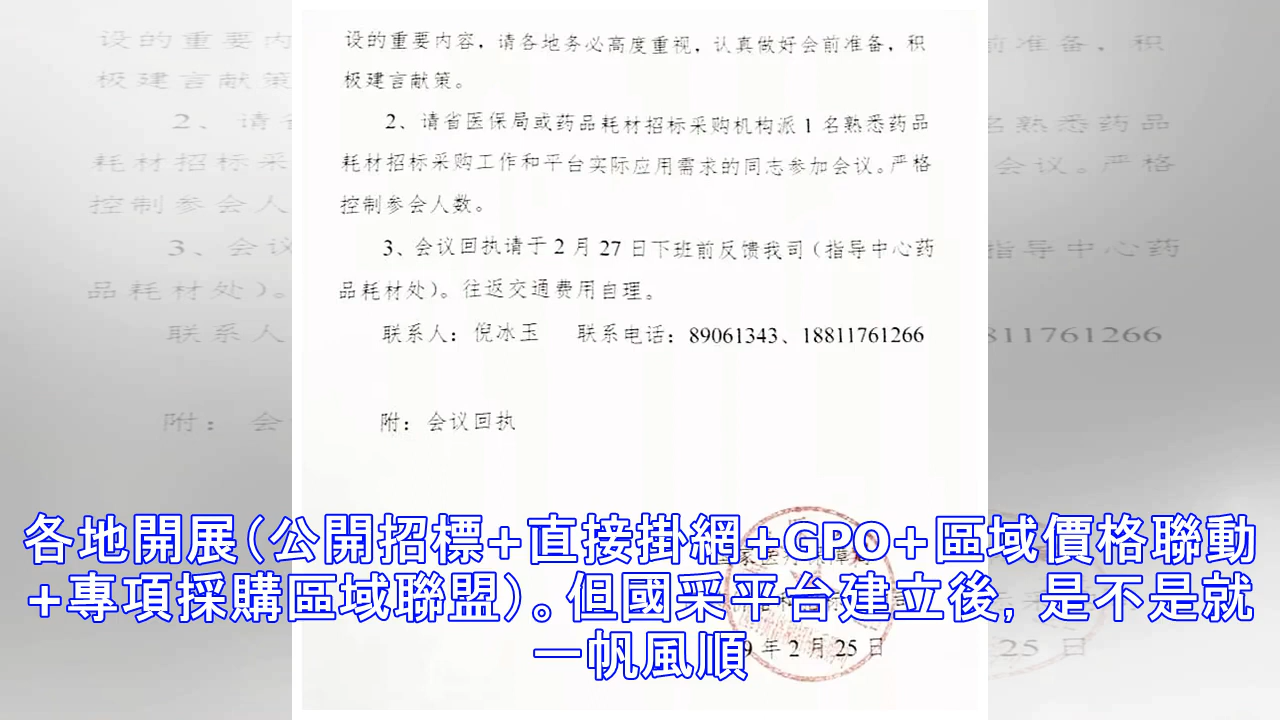 设的重要内容，请各地务必高度重视，认真做好会前准备，积
极建言献策。
2、请省医保局或药品耗材招标采购机构派 1 名熟悉药品
耗材招标采购工作和平台实际应用需求的同志参加会议。严格
控制参会人数。
3、会议回执请于 2 月 27 日下班前反馈我司（指导中心药
品耗材处）。往返交通费用自理。
联系人：倪冰玉 联系电话：89061343、18811761266
附：会议回执
9 年 2 月 25 日
各地開展（公開招標+直接掛網+GPO+區域價格聯動
+專項採購區域聯盟）。但國采平台建立後，是不是就
一帆風順